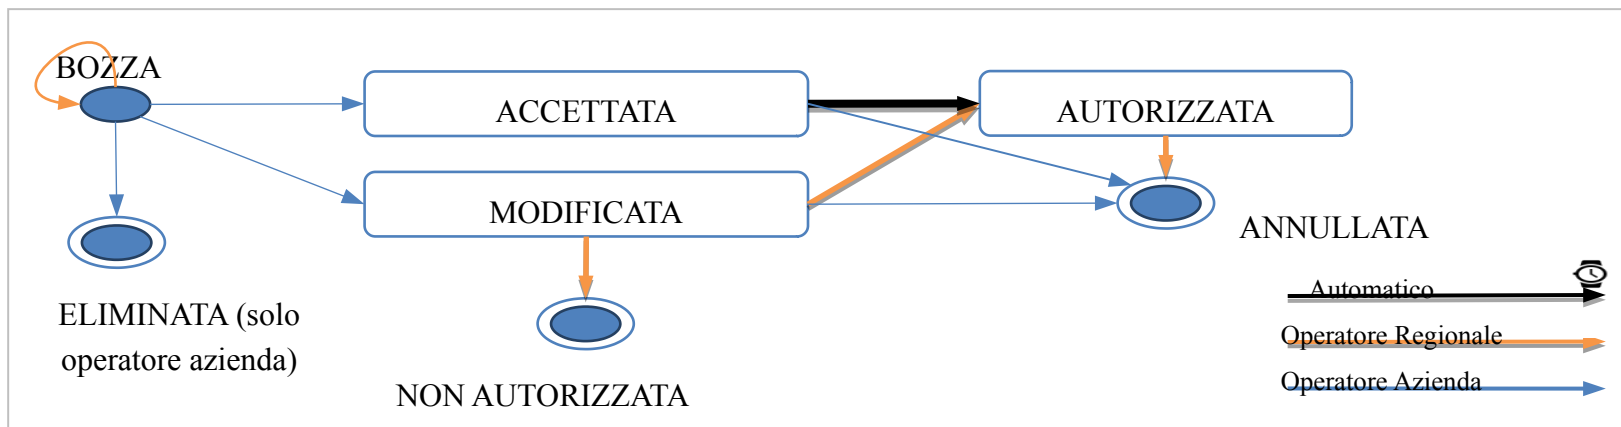 BOZZA
ACCETTATA
AUTORIZZATA
MODIFICATA
ANNULLATA
ELIMINATA (solo
operatore azienda)
NON AUTORIZZATA
Automatico
Operatore Regionale
Operatore Azienda